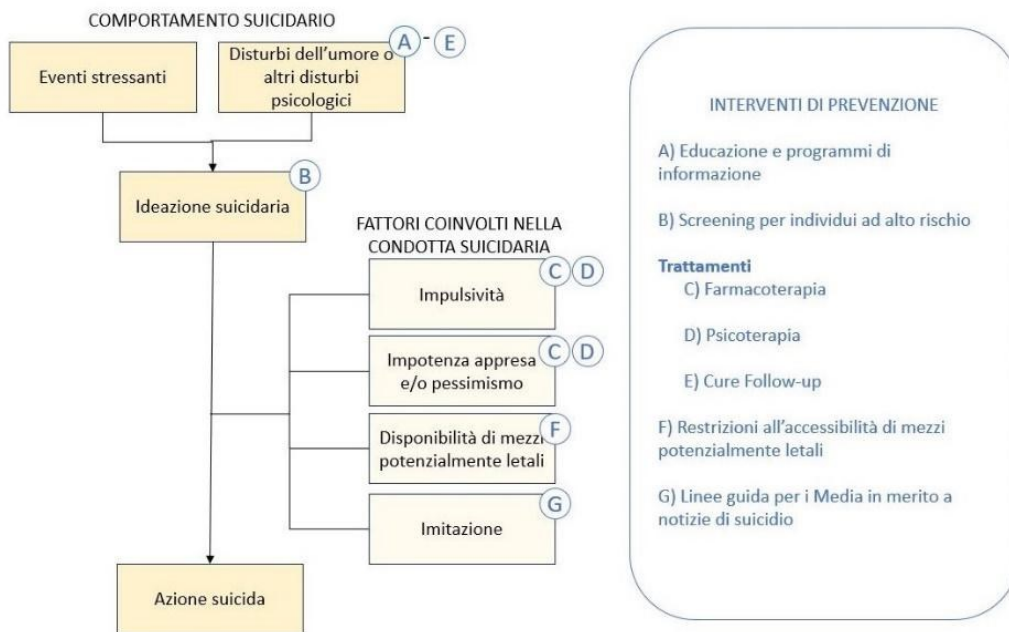 COMPORTAMENTO SUICIDARIO
Eventi stressanti
Disturbi dell'umore o
altri disturbi
psicologici
A - E
Ideazione suicidaria
B
FATTORI COINVOLTI NELLA
CONDOTTA SUICIDARIA
Impulsività
C D
Impotenza appresa
e/o pessimismo
C D
Disponibilità di mezzi
potenzialmente letali
F
Imitazione
G
Azione suicida
INTERVENTI DI PREVENZIONE
A) Educazione e programmi di
informazione
B) Screening per individui ad alto rischio
Trattamenti
C) Farmacoterapia
D) Psicoterapia
E) Cure Follow-up
F) Restrizioni all'accessibilità di mezzi
potenzialmente letali
G) Linee guida per i Media in merito a
notizie di suicidio